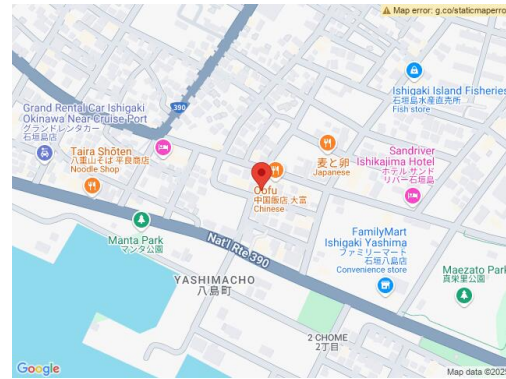 Map error: g.co/staticmaperro
Ishigaki Island Fisheries
石垣島水産直売所
Fish store
Grand Rental Car Ishigaki
Okinawa Near Cruise Port
グランドレンタカー
石垣島店
390
Taira Shōten
八重山そば 平良商店
Noodle Shop
麦と卵
Japanese
Sandriver
Ishikajima Hotel
ホテル サンド
リバー石垣島
Oofu
中国飯店 大富
Chinese
Manta Park
マンタ公園
Nat'l Rte 390
FamilyMart
Ishigaki Yashima
ファミリーマート
石垣八島店
Convenience store
Maezato Park
真栄里公園
YASHIMACHO
八島町
2 CHOME
2丁目
Google
Map data ©2025